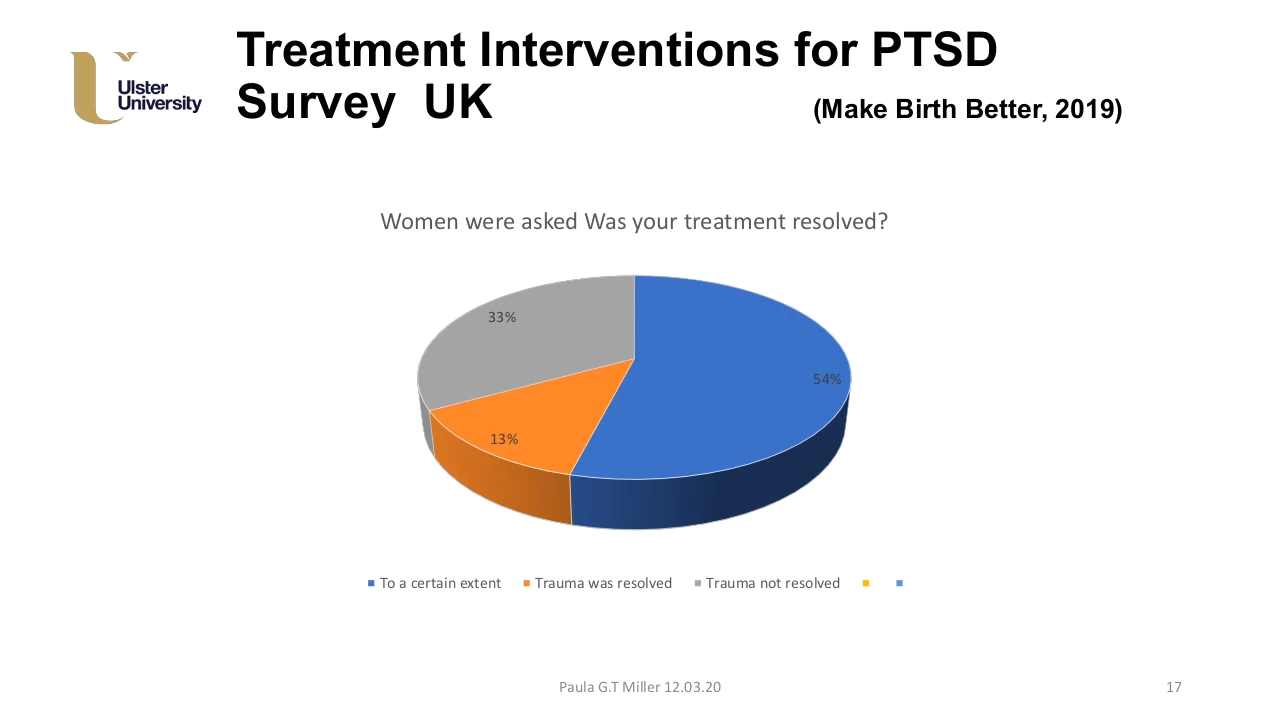 Treatment Interventions for PTSD
Survey UK (Make Birth Better, 2019)
Ulster
University
Women were asked Was your treatment resolved?
33%
54%
13%
To a certain extent Trauma was resolved Trauma not resolved
Paula G.T Miller 12.03.20 17